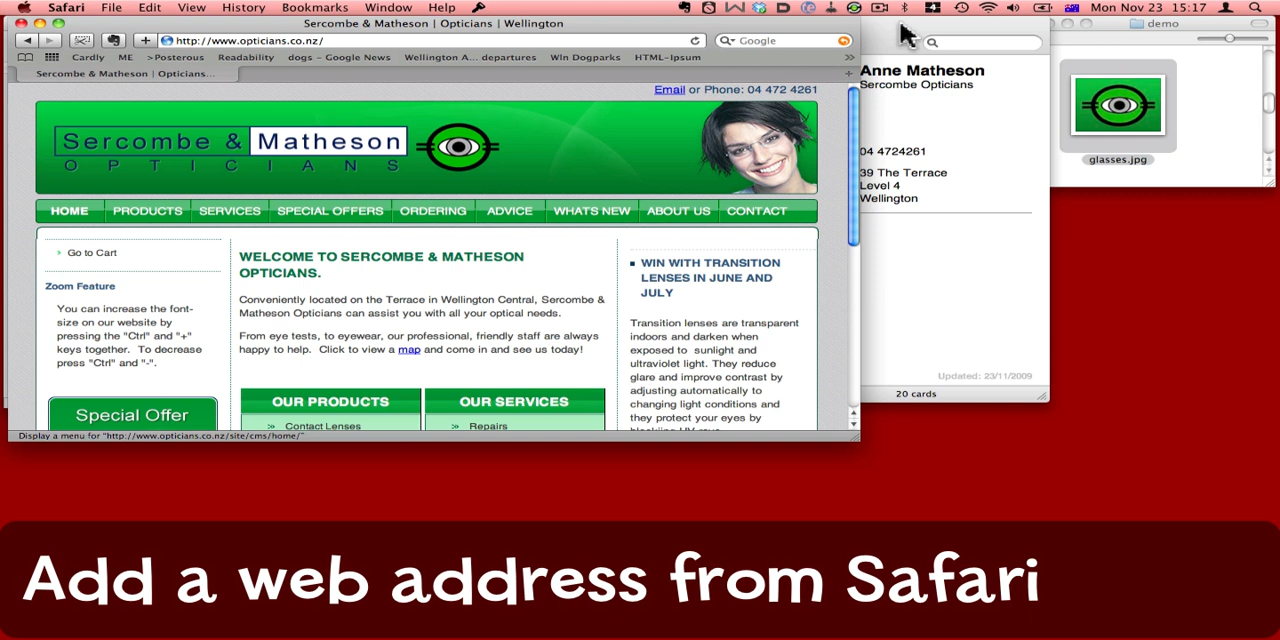 Safari File Edit View History Bookmarks Window Help
Mon Nov 23 15:17
Sercombe & Matheson | Opticians | Wellington
demo
http://www.opticians.co.nz/
Google
Cardly ME >Posterous Readability dogs – Google News Wellington A... departures Win Dogparks HTML-Ipsum
Sercombe & Matheson | Opticians...
Email or Phone: 04 472 4261
Sercombe & Matheson
OPTICIANS
HOME PRODUCTS SERVICES SPECIAL OFFERS ORDERING ADVICE WHATS NEW ABOUT US CONTACT
Go to Cart
Zoom Feature
You can increase the font-
size on our website by
pressing the "Ctrl" and "+"
keys together. To decrease
press "Ctrl" and "-".
Special Offer
WELCOME TO SERCOMBE & MATHESON
OPTICIANS.
Conveniently located on the Terrace in Wellington Central, Sercombe &
Matheson Opticians can assist you with all your optical needs.
From eye tests, to eyewear, our professional, friendly staff are always
happy to help. Click to view a map and come in and see us today!
OUR PRODUCTS
Contact Lenses
OUR SERVICES
Repairs
WIN WITH TRANSITION
LENSES IN JUNE AND
JULY
Transition lenses are transparent
indoors and darken when
exposed to sunlight and
ultraviolet light. They reduce
glare and improve contrast by
adjusting automatically to
changing light conditions and
they protect your eyes by
blocking UV rays.
Display a menu for "http://www.opticians.co.nz/site/cms/home/"
Anne Matheson
Sercombe Opticians
04 4724261
39 The Terrace
Level 4
Wellington
Updated: 23/11/2009
20 cards
glasses.jpg
Add a web address from Safari